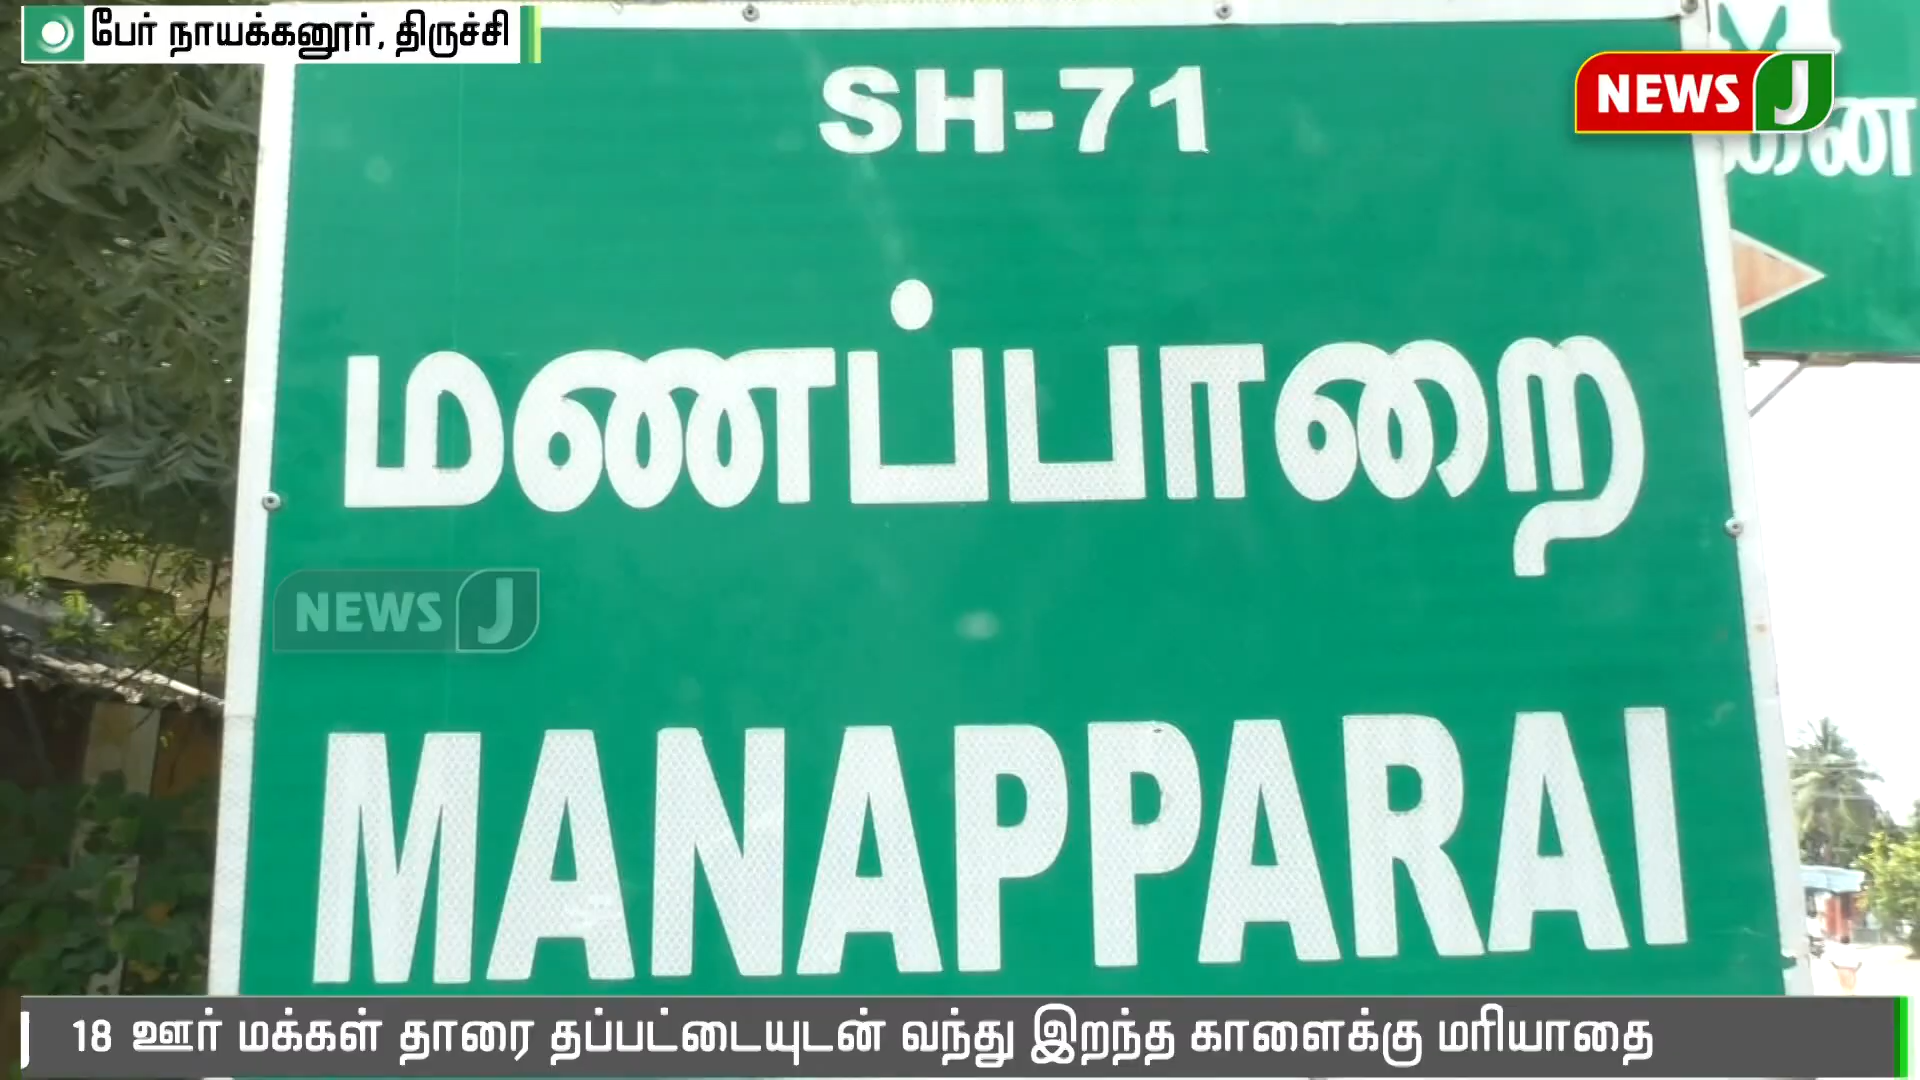 பேர் நாயக்கனூர், திருச்சி
NEWS J
SH-71
மணப்பாறை
NEWS J
MANAPPARAI
18 ஊர் மக்கள் தாரை தப்பட்டையுடன் வந்து இறந்த காளைக்கு மரியாதை